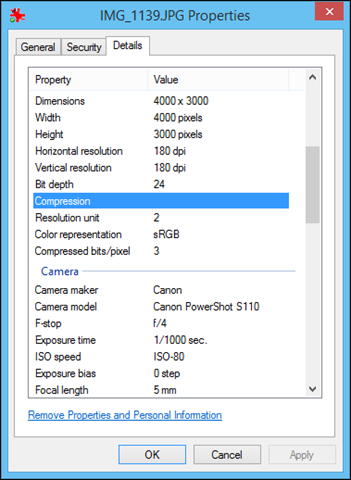 IMG_1139.JPG Properties
General Security Details
Property Value
Dimensions 4000 x 3000
Width 4000 pixels
Height 3000 pixels
Horizontal resolution 180 dpi
Vertical resolution 180 dpi
Bit depth 24
Compression
Resolution unit 2
Color representation sRGB
Compressed bits/pixel 3
Camera
Camera maker Canon
Camera model Canon PowerShot S110
F-stop f/4
Exposure time 1/1000 sec.
ISO speed ISO-80
Exposure bias 0 step
Focal length 5 mm
Remove Properties and Personal Information
OK Cancel Apply